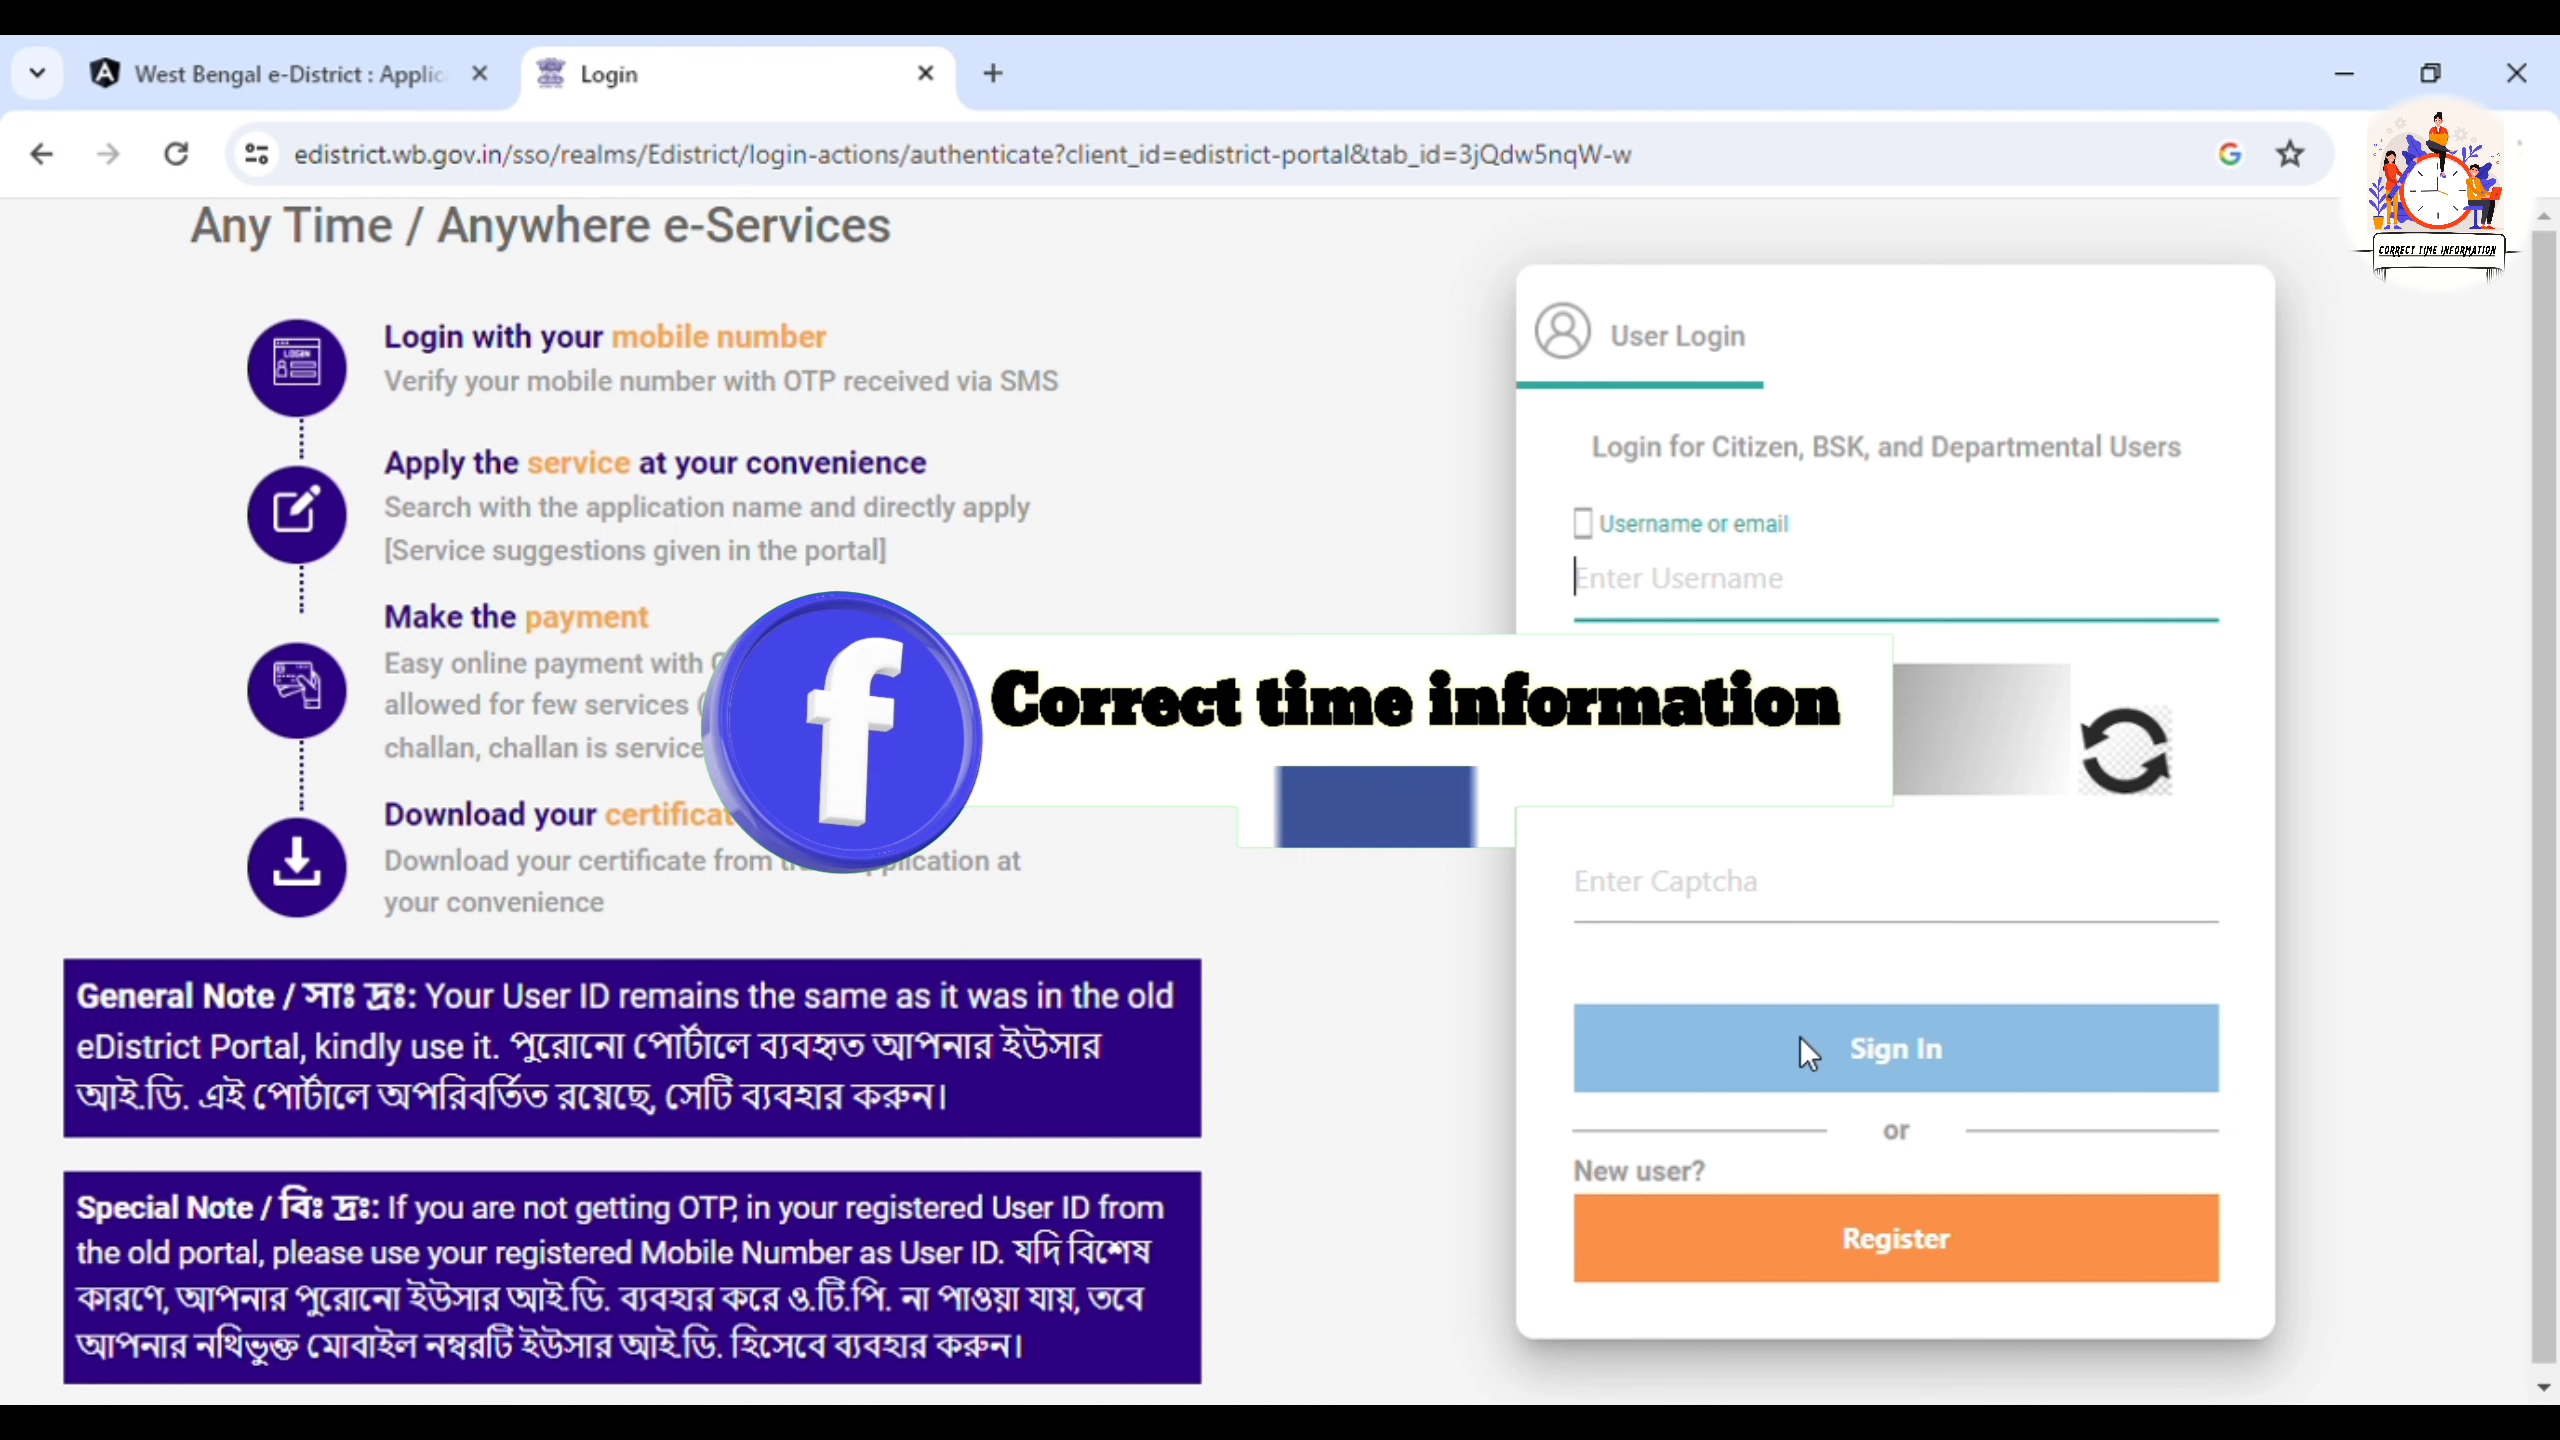 West Bengal e-District : Applic
Login
edistrict.wb.gov.in/sso/realms/Edistrict/login-actions/authenticate?client_id=edistrict-portal&tab_id=3jQdw5nqW-w
CORRECT TIME INFORMATION
Any Time / Anywhere e-Services
LOGIN
Login with your mobile number
Verify your mobile number with OTP received via SMS
Apply the service at your convenience
Search with the application name and directly apply
[Service suggestions given in the portal]
Make the payment
Easy online payment with
allowed for few services
challan, challan is service
Download your
Download your certificate from application at
your convenience
General Note / সাঃ দ্রঃ: Your User ID remains the same as it was in the old
eDistrict Portal, kindly use it. পুরোনো পোর্টালে ব্যবহৃত আপনার ইউসার
আই.ডি. এই পোর্টালে অপরিবর্তিত রয়েছে, সেটি ব্যবহার করুন।
Special Note / বিঃ দ্রঃ: If you are not getting OTP, in your registered User ID from
the old portal, please use your registered Mobile Number as User ID. যদি বিশেষ
কারণে, আপনার পুরোনো ইউসার আই.ডি. ব্যবহার করে ও.টি.পি. না পাওয়া যায়, তবে
আপনার নথিভুক্ত মোবাইল নম্বরটি ইউসার আই.ডি. হিসেবে ব্যবহার করুন।
f Correct time information
User Login
Login for Citizen, BSK, and Departmental Users
Username or email
Enter Username
Enter Captcha
Sign In
or
New user?
Register